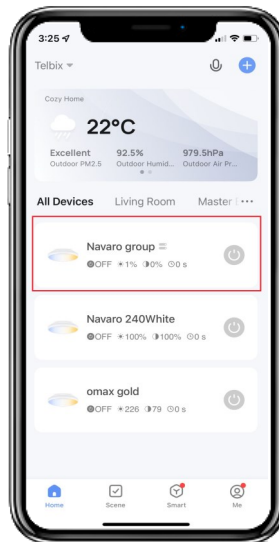 3:25
Telbix
Cozy Home
22°C
Excellent 92.5% 979.5hPa
Outdoor PM2.5 Outdoor Humid... Outdoor Air Pr...
All Devices Living Room Master ...
Navaro group
OFF 1% 0% 0 s
Navaro 240White
OFF 100% 100% 0 s
omax gold
OFF 226 79 0 s
Home Scene Smart Me